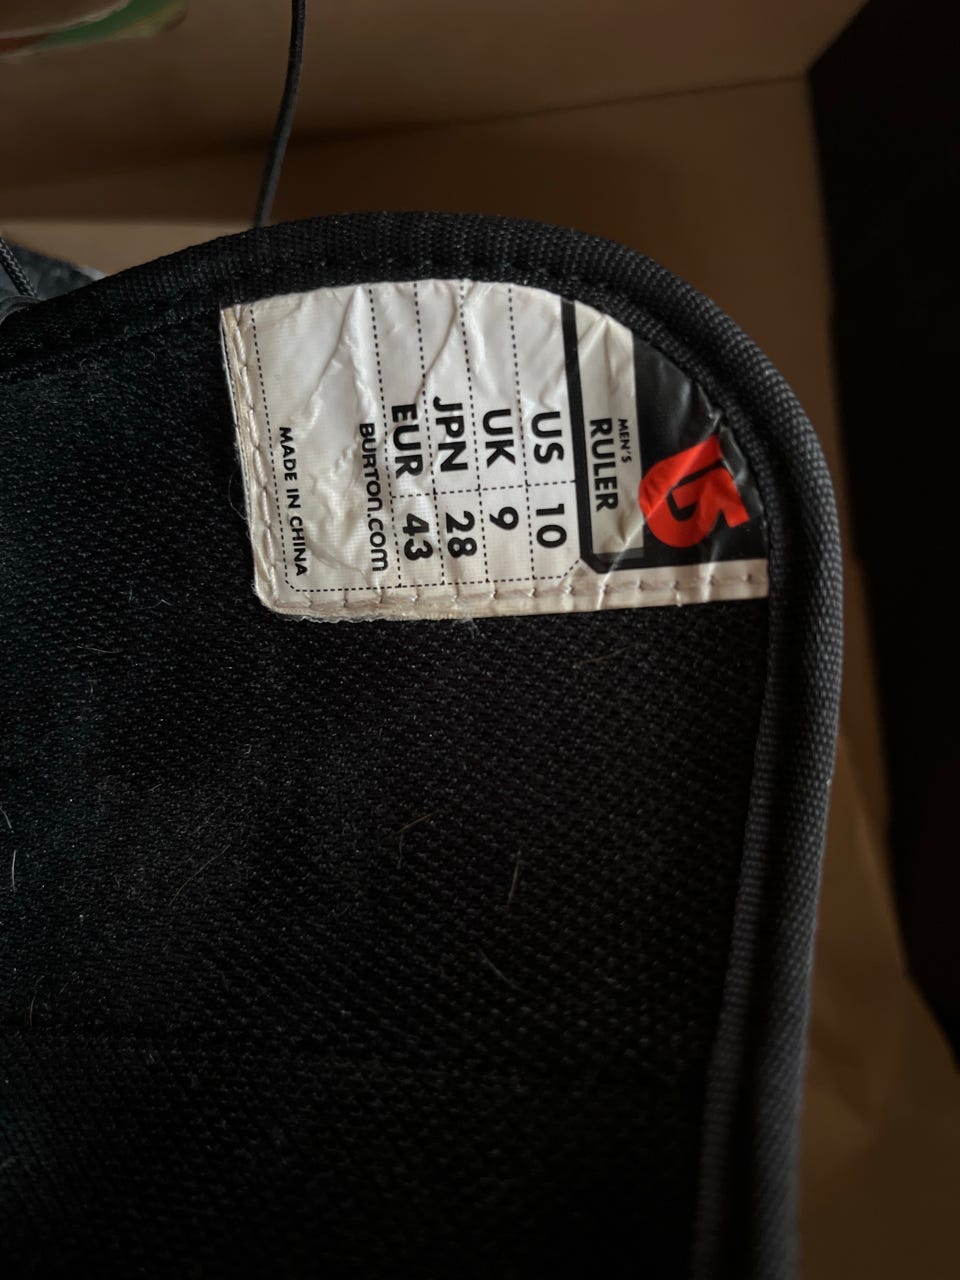 MEN'S
RULER
US 10
UK 9
JPN 28
EUR 43
BURTON.COM
MADE IN CHINA